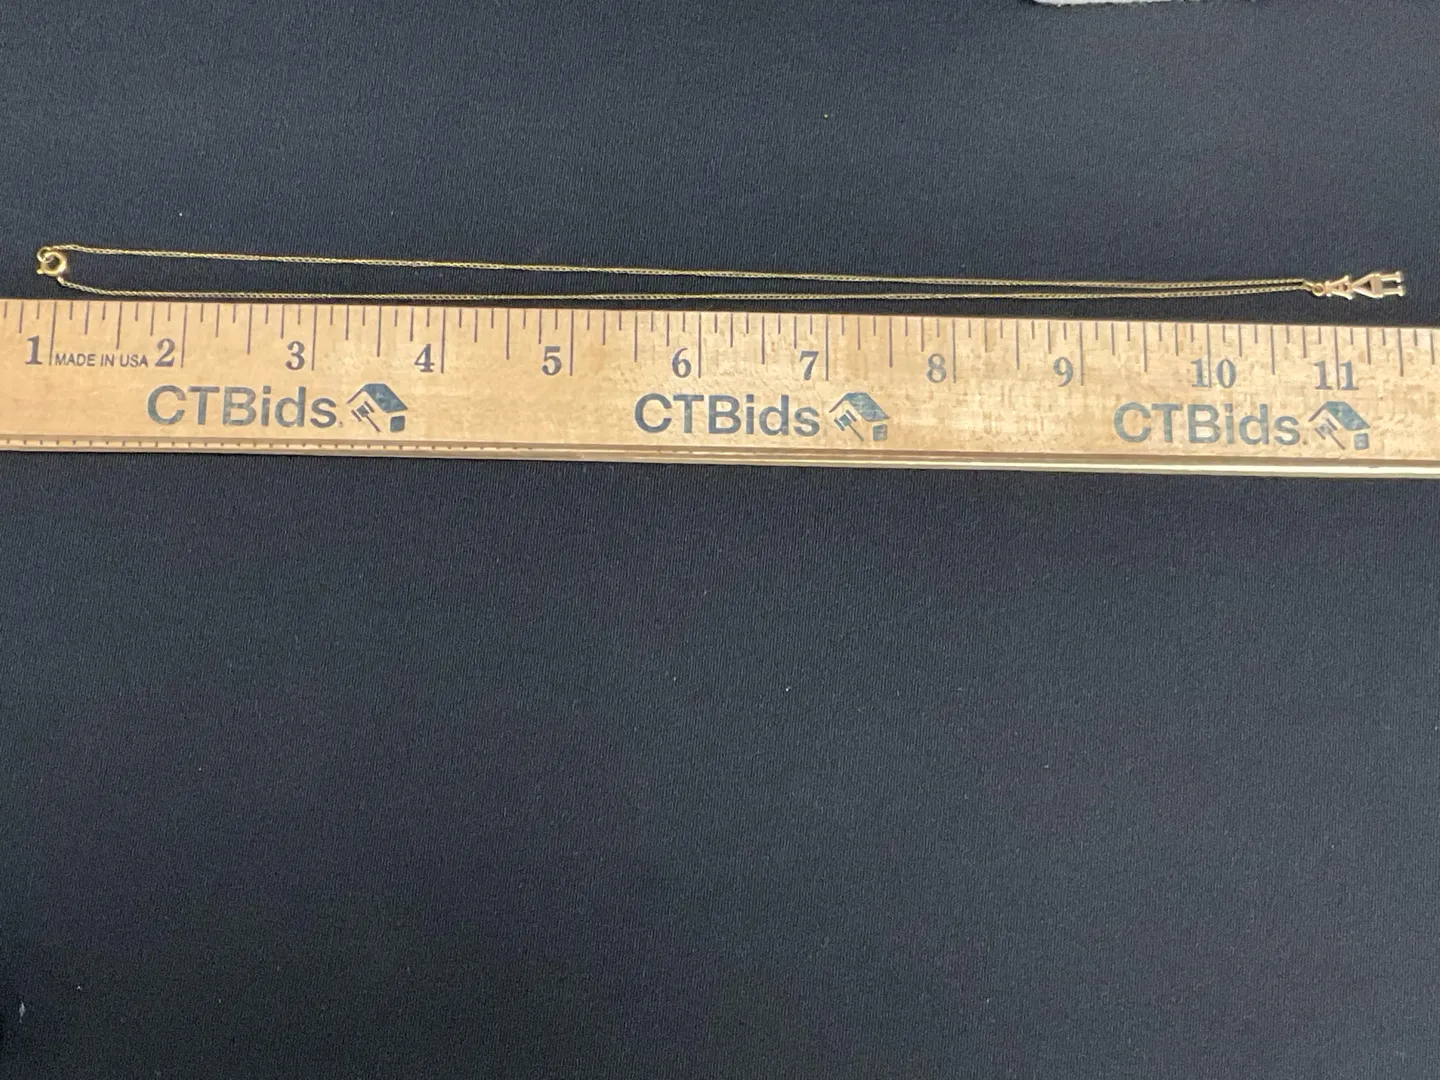 1 MADE IN USA 2 3 4 5 6 7 8 9 10 11
CTBids. CTBids CTBids